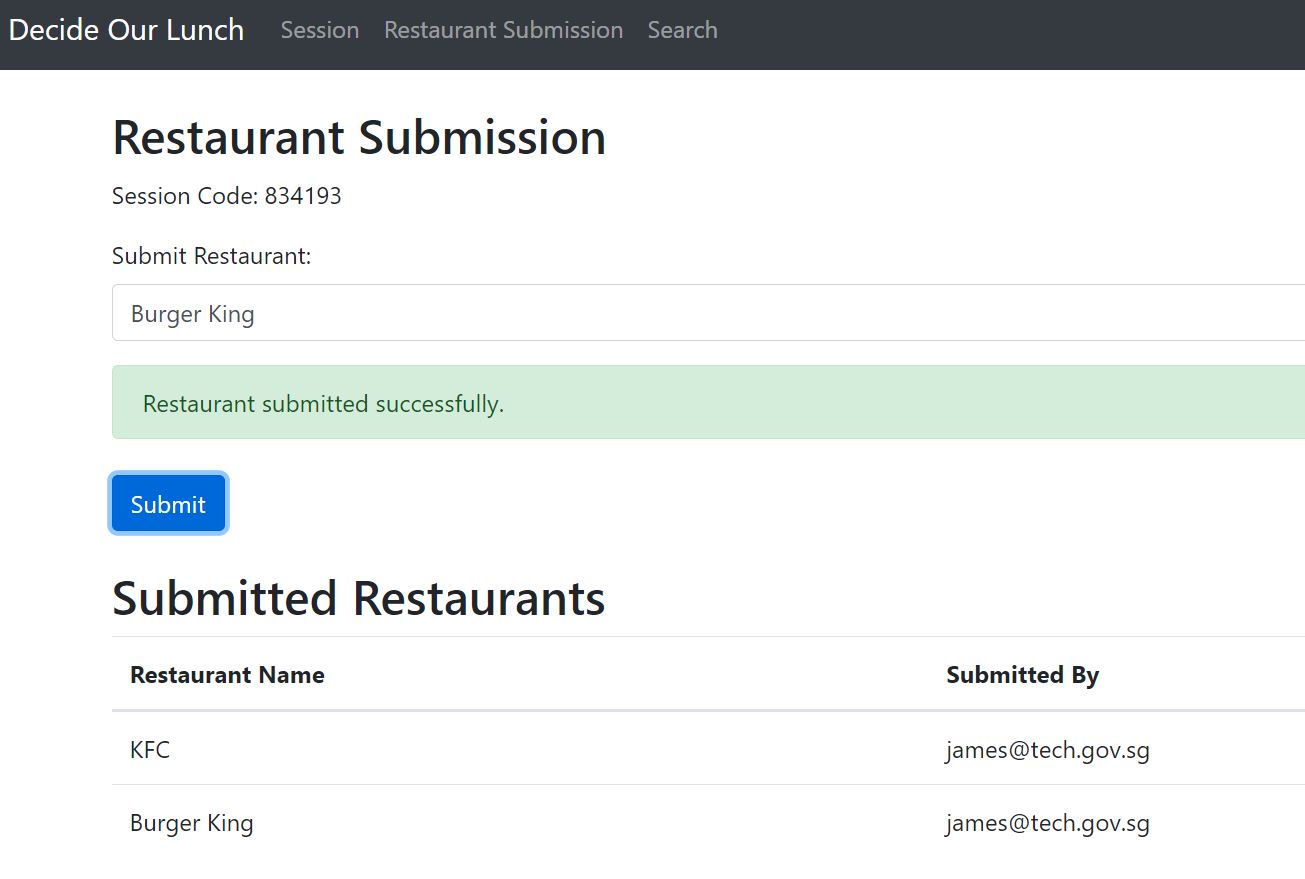 Decide Our Lunch Session Restaurant Submission Search
Restaurant Submission
Session Code: 834193
Submit Restaurant:
Burger King
Restaurant submitted successfully.
Submit
Submitted Restaurants
Restaurant Name Submitted By
KFC james@tech.gov.sg
Burger King james@tech.gov.sg